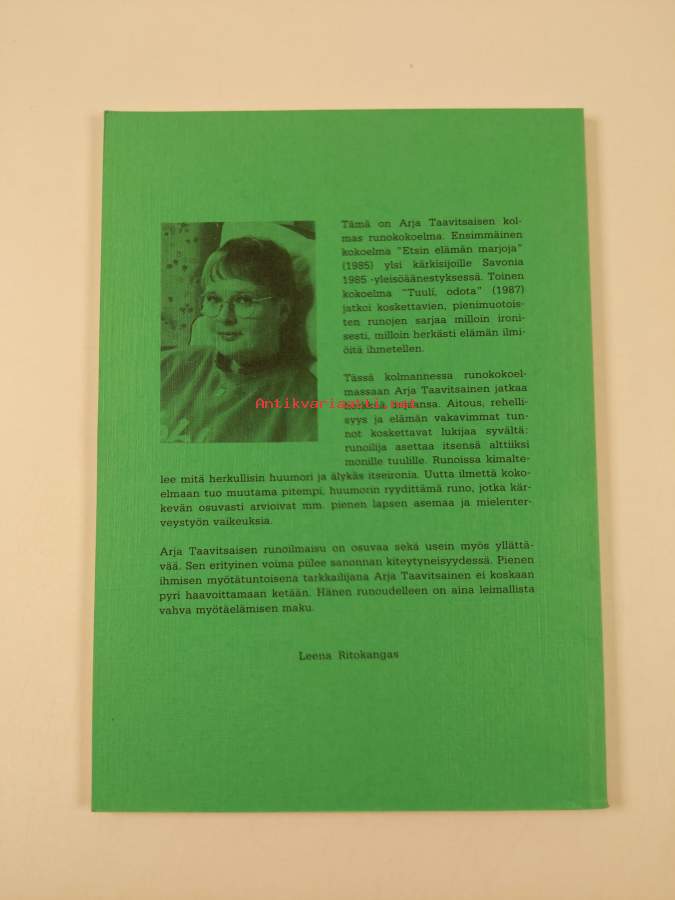 Tämä on Arja Taavitsaisen kol-
mas runokokoelma. Ensimmäinen
kokoelma "Etsin elämän marjoja"
(1985) ylsi kärkisijoille Savonia
1985 -yleisöäänestyksessä. Toinen
kokoelma "Tuuli, odota" (1987)
jatkoi koskettavien, pienimuotois-
ten runojen sarjaa milloin ironi-
sesti, milloin herkästi elämän ilmi-
öitä ihmetellen.
Tässä kolmannessa runokokoel-
massaan Arja Taavitsainen jatkaa
Antikvariaatti.net
Aitous, rehelli-
syys ja elämän vakavimmat tun-
not koskettavat lukijaa syvältä:
runoilija asettaa itsensä alttiiksi
monille tuulille. Runoissa kimalte-
lee mitä herkullisin huumori ja älykäs itseironia. Uutta ilmettä koko-
elmaan tuo muutama pitempi, huumorin ryydittämä runo, jotka kär-
kevän osuvasti arvioivat mm. pienen lapsen asemaa ja mielenter-
veystyön vaikeuksia.
Arja Taavitsaisen runoilmaisu on osuvaa sekä usein myös yllättä-
vää. Sen erityinen voima piilee sanonnan kiteytyneisyydessä. Pienen
ihmisen myötätuntoisena tarkkailijana Arja Taavitsainen ei koskaan
pyri haavoittamaan ketään. Hänen runoudelleen on aina leimallista
vahva myötäelämisen maku.
Leena Ritokangas